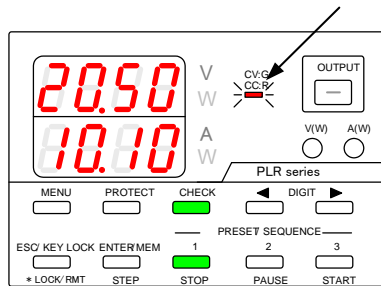 20.50 V
W
CV:G
CC:R
OUTPUT
10.10 A
W
V(W) A(W)
PLR series
MENU PROTECT CHECK ◀ DIGIT ▶
PRESET/ SEQUENCE
ESC/ KEY LOCK ENTER/MEM 1 2 3
* LOCK/RMT STEP STOP PAUSE START